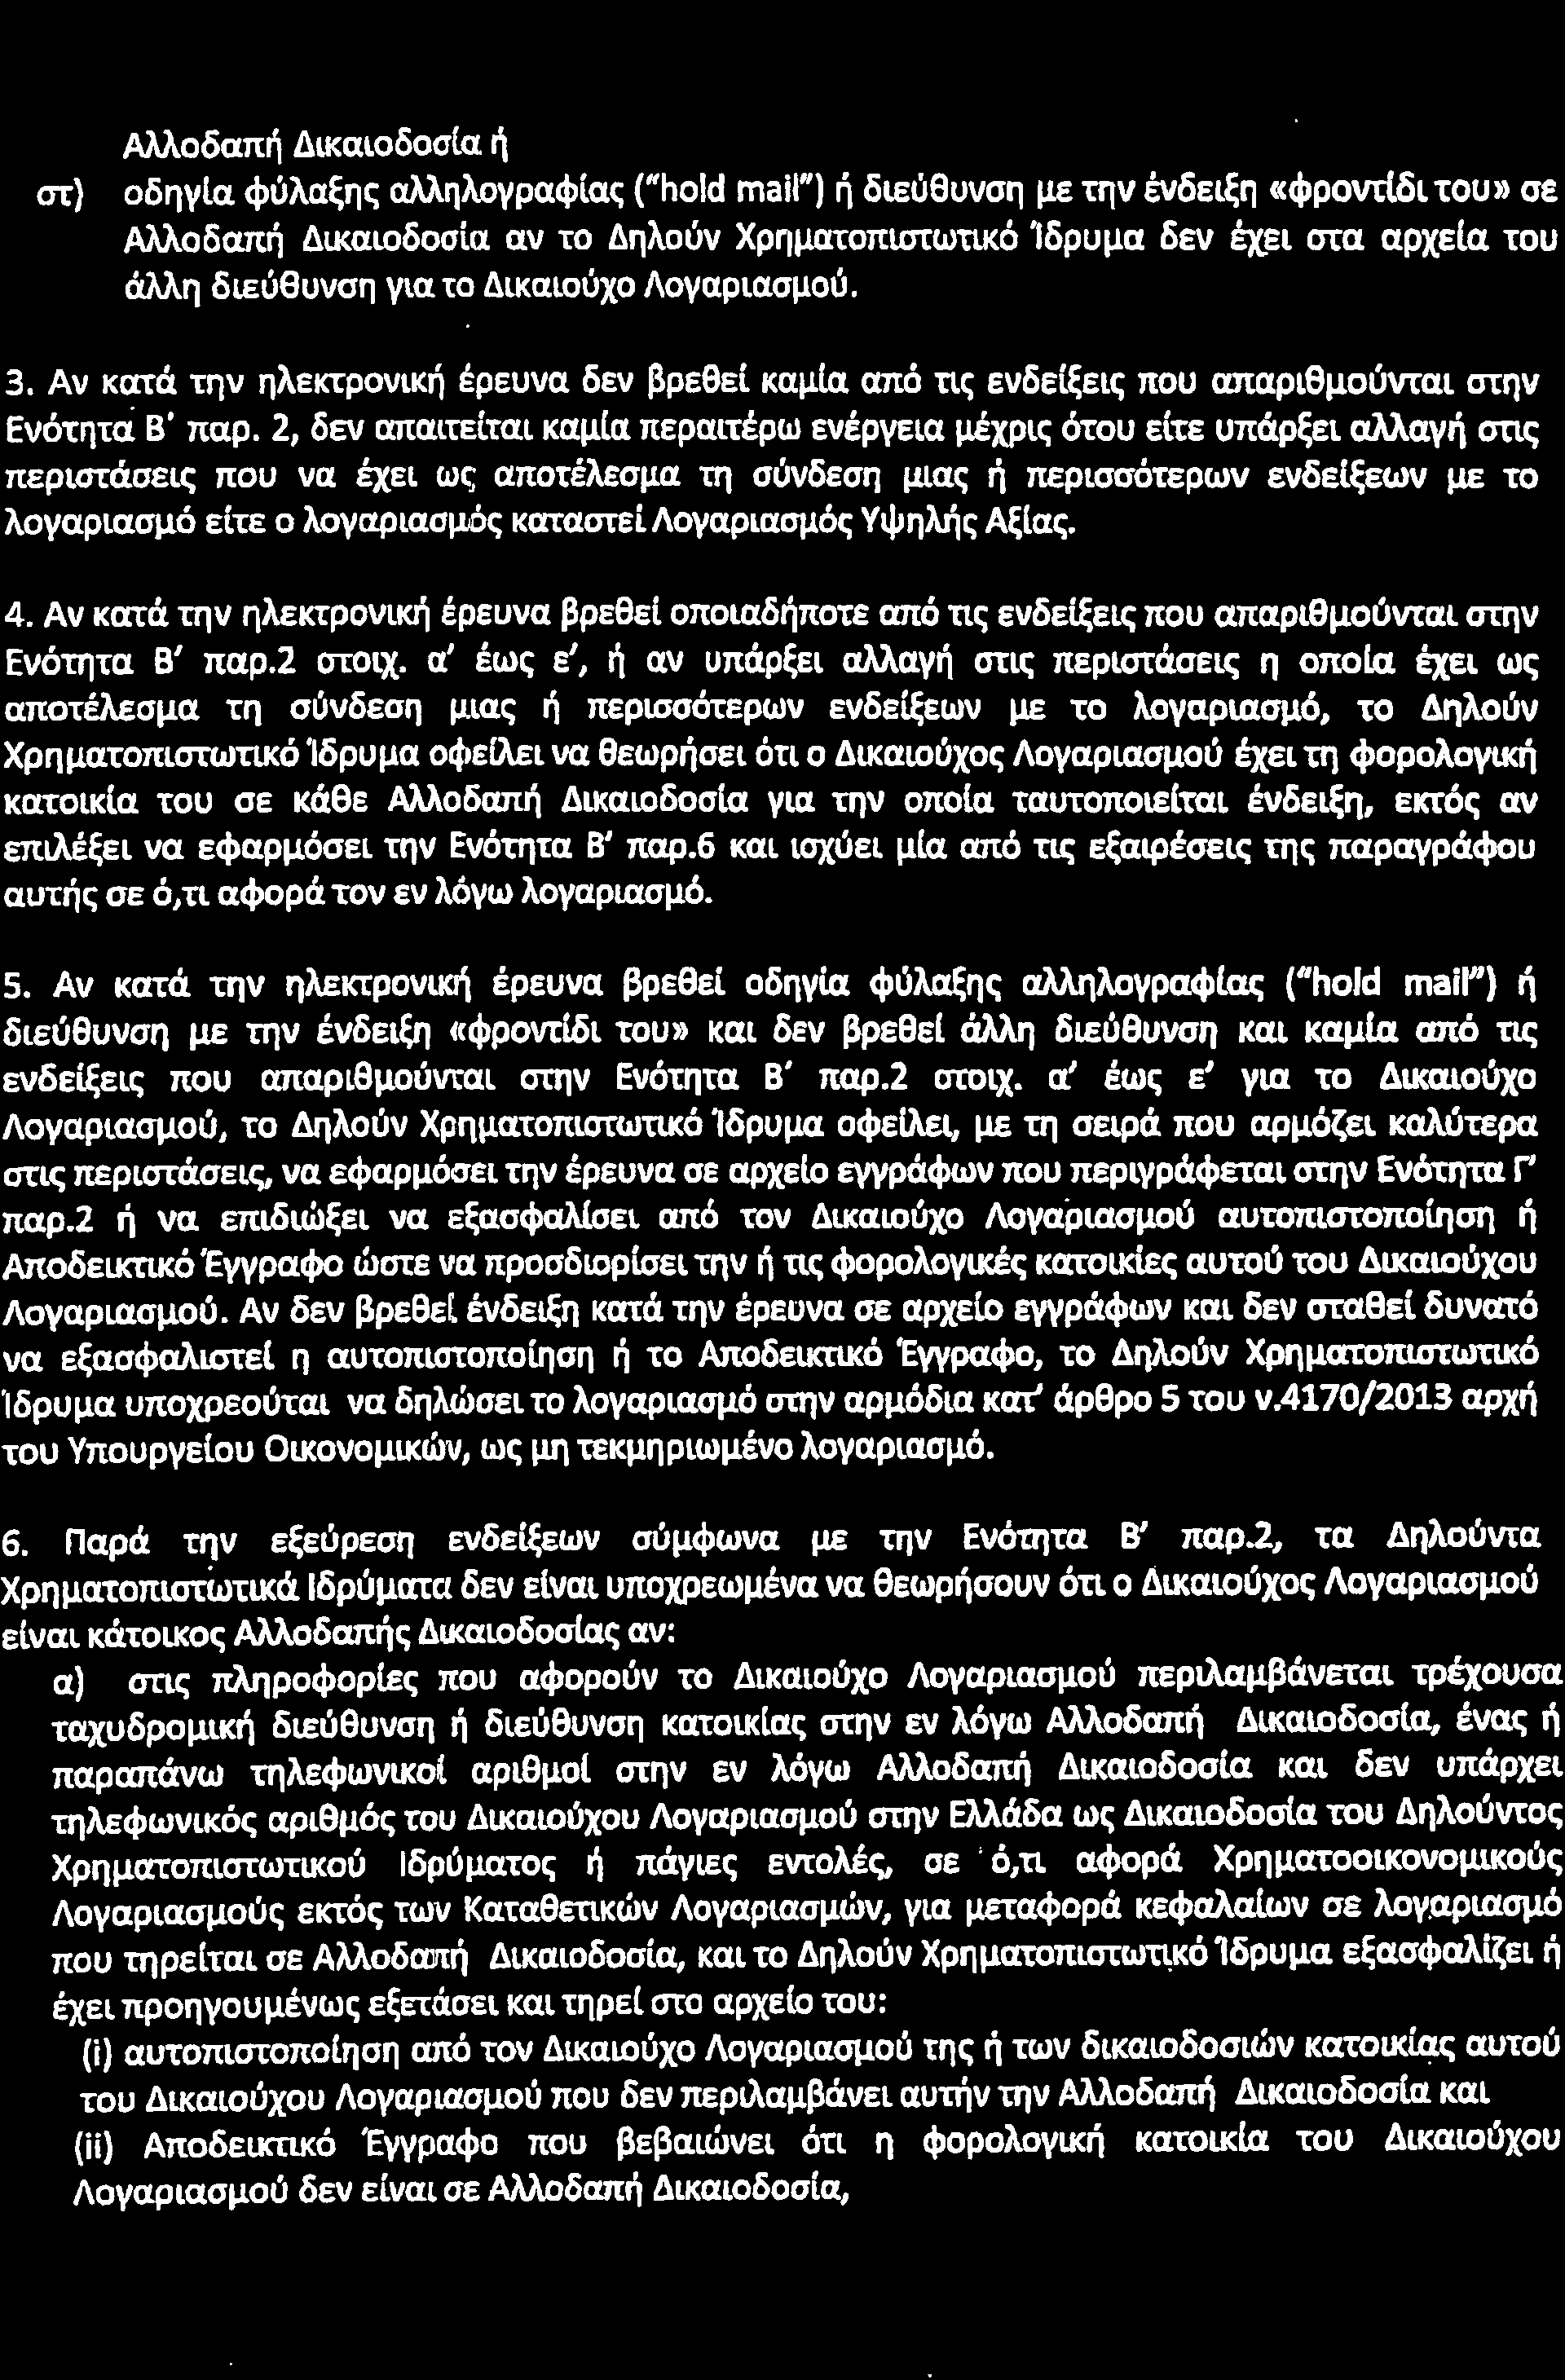 Αλλοδαπή Δικαιοδοσία ή
στ) οδηγία φύλαξης αλληλογραφίας ("hold mail") ή διεύθυνση με την ένδειξη «φροντίδι του» σε
Αλλοδαπή Δικαιοδοσία αν το Δηλούν Χρηματοπιστωτικό Ίδρυμα δεν έχει στα αρχεία του
άλλη διεύθυνση για το Δικαιούχο Λογαριασμού.
3. Αν κατά την ηλεκτρονική έρευνα δεν βρεθεί καμία από τις ενδείξεις που απαριθμούνται στην
Ενότητα Β' παρ. 2, δεν απαιτείται καμία περαιτέρω ενέργεια μέχρις ότου είτε υπάρξει αλλαγή στις
περιστάσεις που να έχει ως αποτέλεσμα τη σύνδεση μιας ή περισσότερων ενδείξεων με το
λογαριασμό είτε ο λογαριασμός καταστεί Λογαριασμός Υψηλής Αξίας.
4. Αν κατά την ηλεκτρονική έρευνα βρεθεί οποιαδήποτε από τις ενδείξεις που απαριθμούνται στην
Ενότητα Β' παρ.2 στοιχ. α' έως ε', ή αν υπάρξει αλλαγή στις περιστάσεις η οποία έχει ως
αποτέλεσμα τη σύνδεση μιας ή περισσότερων ενδείξεων με το λογαριασμό, το Δηλούν
Χρηματοπιστωτικό Ίδρυμα οφείλει να θεωρήσει ότι ο Δικαιούχος Λογαριασμού έχει τη φορολογική
κατοικία του σε κάθε Αλλοδαπή Δικαιοδοσία για την οποία ταυτοποιείται ένδειξη, εκτός αν
επιλέξει να εφαρμόσει την Ενότητα Β' παρ.6 και ισχύει μία από τις εξαιρέσεις της παραγράφου
αυτής σε ό,τι αφορά τον εν λόγω λογαριασμό.
5. Αν κατά την ηλεκτρονική έρευνα βρεθεί οδηγία φύλαξης αλληλογραφίας ("hold mail") ή
διεύθυνση με την ένδειξη «φροντίδι του» και δεν βρεθεί άλλη διεύθυνση και καμία από τις
ενδείξεις που απαριθμούνται στην Ενότητα Β' παρ.2 στοιχ. α' έως ε' για το Δικαιούχο
Λογαριασμού, το Δηλούν Χρηματοπιστωτικό Ίδρυμα οφείλει, με τη σειρά που αρμόζει καλύτερα
στις περιστάσεις, να εφαρμόσει την έρευνα σε αρχείο εγγράφων που περιγράφεται στην Ενότητα Γ'
παρ.2 ή να επιδιώξει να εξασφαλίσει από τον Δικαιούχο Λογαριασμού αυτοπιστοποίηση ή
Αποδεικτικό Έγγραφο ώστε να προσδιορίσει την ή τις φορολογικές κατοικίες αυτού του Δικαιούχου
Λογαριασμού. Αν δεν βρεθεί ένδειξη κατά την έρευνα σε αρχείο εγγράφων και δεν σταθεί δυνατό
να εξασφαλιστεί η αυτοπιστοποίηση ή το Αποδεικτικό Έγγραφο, το Δηλούν Χρηματοπιστωτικό
Ίδρυμα υποχρεούται να δηλώσει το λογαριασμό στην αρμόδια κατ' άρθρο 5 του ν.4170/2013 αρχή
του Υπουργείου Οικονομικών, ως μη τεκμηριωμένο λογαριασμό.
6. Παρά την εξεύρεση ενδείξεων σύμφωνα με την Ενότητα Β' παρ.2, τα Δηλούντα
Χρηματοπιστωτικά Ιδρύματα δεν είναι υποχρεωμένα να θεωρήσουν ότι ο Δικαιούχος Λογαριασμού
είναι κάτοικος Αλλοδαπής Δικαιοδοσίας αν:
α) στις πληροφορίες που αφορούν το Δικαιούχο Λογαριασμού περιλαμβάνεται τρέχουσα
ταχυδρομική διεύθυνση ή διεύθυνση κατοικίας στην εν λόγω Αλλοδαπή Δικαιοδοσία, ένας ή
παραπάνω τηλεφωνικοί αριθμοί στην εν λόγω Αλλοδαπή Δικαιοδοσία και δεν υπάρχει
τηλεφωνικός αριθμός του Δικαιούχου Λογαριασμού στην Ελλάδα ως Δικαιοδοσία του Δηλούντος
Χρηματοπιστωτικού Ιδρύματος ή πάγιες εντολές, σε ό,τι αφορά Χρηματοοικονομικούς
Λογαριασμούς εκτός των Καταθετικών Λογαριασμών, για μεταφορά κεφαλαίων σε λογαριασμό
που τηρείται σε Αλλοδαπή Δικαιοδοσία, και το Δηλούν Χρηματοπιστωτικό Ίδρυμα εξασφαλίζει ή
έχει προηγουμένως εξετάσει και τηρεί στο αρχείο του:
(i) αυτοπιστοποίηση από τον Δικαιούχο Λογαριασμού της ή των δικαιοδοσιών κατοικίας αυτού
του Δικαιούχου Λογαριασμού που δεν περιλαμβάνει αυτήν την Αλλοδαπή Δικαιοδοσία και
(ii) Αποδεικτικό Έγγραφο που βεβαιώνει ότι η φορολογική κατοικία του Δικαιούχου
Λογαριασμού δεν είναι σε Αλλοδαπή Δικαιοδοσία,